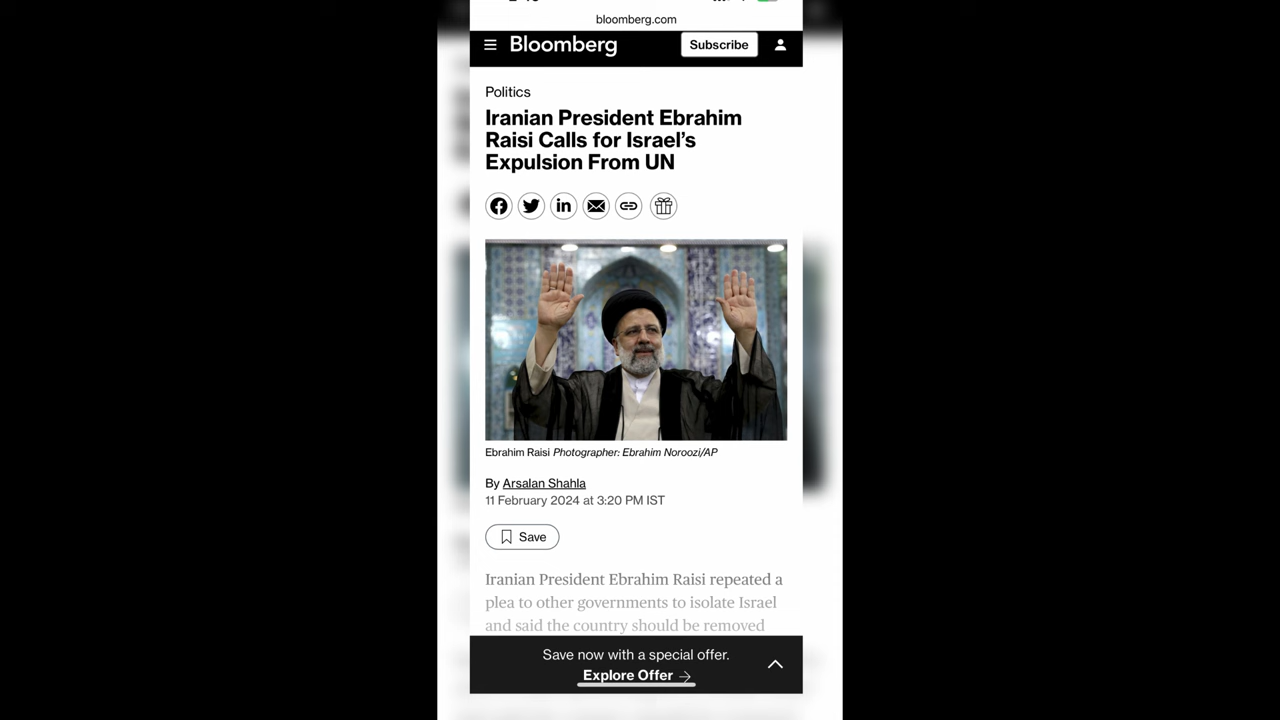 bloomberg.com
Bloomberg
Subscribe
Politics
Iranian President Ebrahim
Raisi Calls for Israel’s
Expulsion From UN
Ebrahim Raisi Photographer: Ebrahim Noroozi/AP
By Arsalan Shahla
11 February 2024 at 3:20 PM IST
Save
Iranian President Ebrahim Raisi repeated a
plea to other governments to isolate Israel
and said the country should be removed
Save now with a special offer.
Explore Offer →